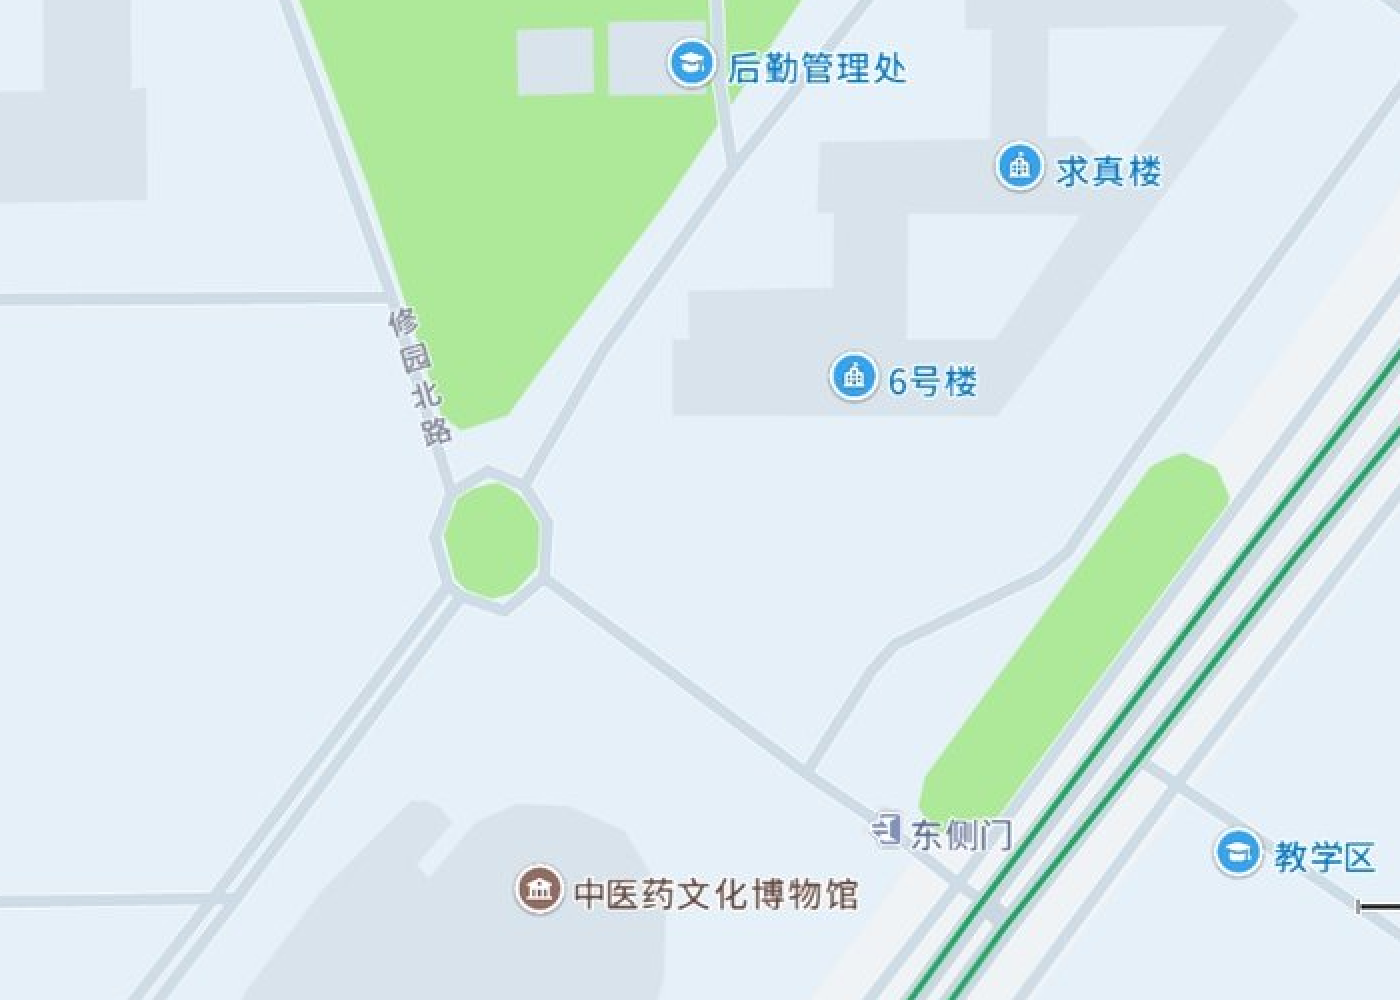 后勤管理处
求真楼
修园北路
6号楼
东侧门
教学区
中医药文化博物馆